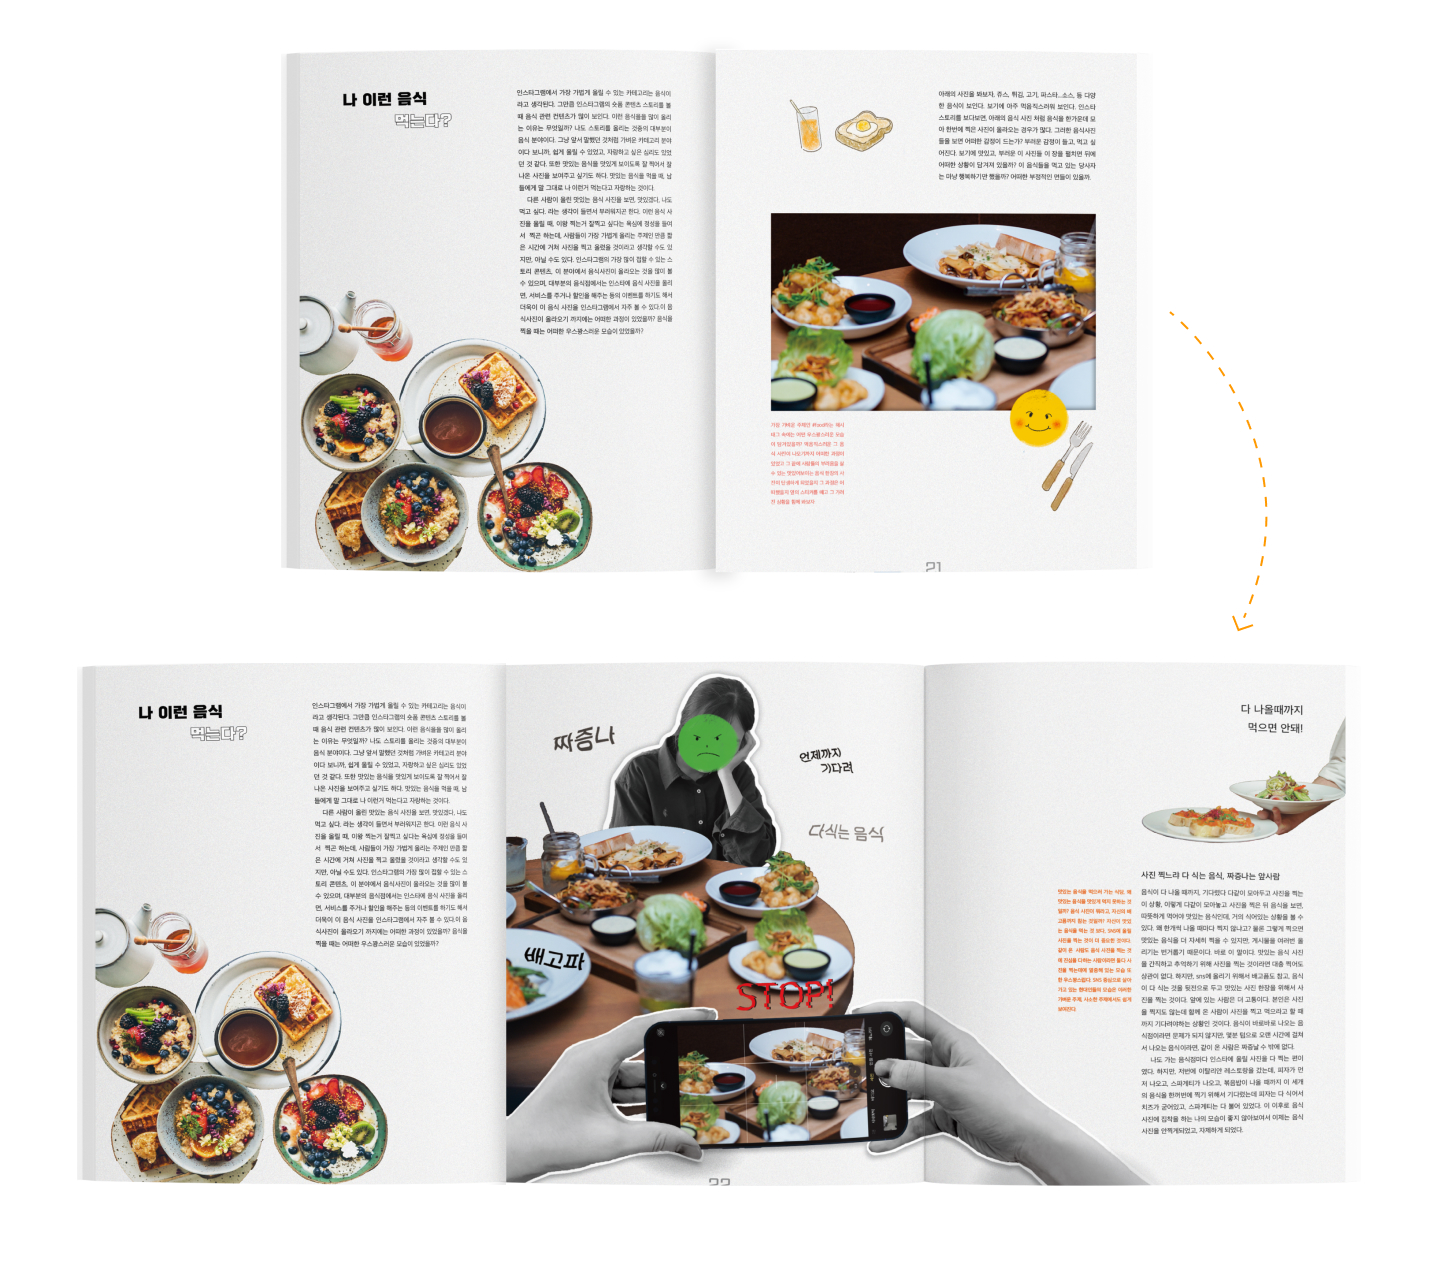 나 이런 음식
먹는다?
인스타그램에서 가장 가볍게 올릴 수 있는 카테고리는 음식이
라고 생각된다. 그만큼 인스타그램의 숏폼 콘텐츠 스토리를 볼
때 음식 관련 컨텐츠가 많이 보인다. 이런 음식들을 많이 올리
는 이유는 무엇일까? 나도 스토리를 올리는 것중의 대부분이
음식 분야이다. 그냥 앞서 말했던 것처럼 가벼운 카테고리 분야
이다 보니까, 쉽게 올릴 수 있었고, 자랑하고 싶은 심리도 있었
던 것 같다. 또한 맛있는 음식을 맛있게 보이도록 잘 찍어서 잘
나온 사진을 보여주고 싶기도 하다. 맛있는 음식을 먹을 때, 남
들에게 말 그대로 나 이런거 먹는다고 자랑하는 것이다.
다른 사람이 올린 맛있는 음식 사진을 보면, 맛있겠다, 나도
먹고 싶다. 라는 생각이 들면서 부러워지곤 한다. 이런 음식 사
진을 올릴 때, 이왕 찍는거 잘찍고 싶다는 욕심에 정성을 들여
서 찍곤 하는데, 사람들이 가장 가볍게 올리는 주제인 만큼 짧
은 시간에 거쳐 사진을 찍고 올렸을 것이라고 생각할 수도 있
지만, 아닐 수도 있다. 인스타그램의 가장 많이 접할 수 있는 스
토리 콘텐츠, 이 분야에서 음식사진이 올라오는 것을 많이 볼
수 있으며, 대부분의 음식점에서는 인스타에 음식 사진을 올리
면, 서비스를 주거나 할인을 해주는 등의 이벤트를 하기도 해서
더욱이 이 음식 사진을 인스타그램에서 자주 볼 수 있다.이 음
식사진이 올라오기 까지에는 어떠한 과정이 있었을까? 음식을
찍을 때는 어떠한 우스꽝스러운 모습이 있었을까?
아래의 사진을 봐보자, 쥬스, 튀김, 고기, 파스타...소스, 등 다양
한 음식이 보인다. 보기에 아주 먹음직스러워 보인다. 인스타
스토리를 보다보면, 아래의 음식 사진 처럼 음식을 한가운데 모
아 한번에 찍은 사진이 올라오는 경우가 많다. 그러한 음식사진
들을 보면 어떠한 감정이 드는가? 부러운 감정이 들고, 먹고 싶
어진다. 보기에 맛있고, 부러운 이 사진들 이 장을 펼치면 뒤에
어떠한 상황이 담겨져 있을까? 이 음식들을 먹고 있는 당사자
는 마냥 행복하기만 했을까? 어떠한 부정적인 면들이 있을까.
21
나 이런 음식
먹는다?
인스타그램에서 가장 가볍게 올릴 수 있는 카테고리는 음식이
라고 생각된다. 그만큼 인스타그램의 숏폼 콘텐츠 스토리를 볼
때 음식 관련 컨텐츠가 많이 보인다. 이런 음식들을 많이 올리
는 이유는 무엇일까? 나도 스토리를 올리는 것중의 대부분이
음식 분야이다. 그냥 앞서 말했던 것처럼 가벼운 카테고리 분야
이다 보니까, 쉽게 올릴 수 있었고, 자랑하고 싶은 심리도 있었
던 것 같다. 또한 맛있는 음식을 맛있게 보이도록 잘 찍어서 잘
나온 사진을 보여주고 싶기도 하다. 맛있는 음식을 먹을 때, 남
들에게 말 그대로 나 이런거 먹는다고 자랑하는 것이다.
다른 사람이 올린 맛있는 음식 사진을 보면, 맛있겠다, 나도
먹고 싶다. 라는 생각이 들면서 부러워지곤 한다. 이런 음식 사
진을 올릴 때, 이왕 찍는거 잘찍고 싶다는 욕심에 정성을 들여
서 찍곤 하는데, 사람들이 가장 가볍게 올리는 주제인 만큼 짧
은 시간에 거쳐 사진을 찍고 올렸을 것이라고 생각할 수도 있
지만, 아닐 수도 있다. 인스타그램의 가장 많이 접할 수 있는 스
토리 콘텐츠, 이 분야에서 음식사진이 올라오는 것을 많이 볼
수 있으며, 대부분의 음식점에서는 인스타에 음식 사진을 올리
면, 서비스를 주거나 할인을 해주는 등의 이벤트를 하기도 해서
더욱이 이 음식 사진을 인스타그램에서 자주 볼 수 있다.이 음
식사진이 올라오기 까지에는 어떠한 과정이 있었을까? 음식을
찍을 때는 어떠한 우스꽝스러운 모습이 있었을까?
짜증나
언제까지
기다려
다식는 음식
배고파
STOP!
22
다 나올때까지
먹으면 안돼!
사진 찍느라 다 식는 음식, 짜증나는 앞사람
음식이 다 나올 때까지, 기다렸다 다같이 모아두고 사진을 찍는
이 상황, 이렇게 다같이 모아놓고 사진을 찍은 뒤 음식을 보면,
따뜻하게 먹어야 맛있는 음식인데, 거의 식어있는 상황을 볼 수
있다. 왜 한개씩 나올 때마다 찍지 않냐고? 물론 그렇게 찍으면
맛있는 음식을 더 자세히 찍을 수 있지만, 게시물을 여러번 올
리기는 번거롭기 때문이다. 바로 이 말이다. 맛있는 음식 사진
을 간직하고 추억하기 위해 사진을 찍는 것이라면 대충 찍어도
상관이 없다. 하지만, sns에 올리기 위해서 배고픔도 참고, 음식
이 다 식는 것을 뒷전으로 두고 맛있는 사진 한장을 위해서 사
진을 찍는 것이다. 앞에 있는 사람은 더 고통이다. 본인은 사진
을 찍지도 않는데 함께 온 사람이 사진을 찍고 먹으라고 할 때
까지 기다려야하는 상황인 것이다. 음식이 바로바로 나오는 음
식점이라면 문제가 되지 않지만, 몇분 텀으로 오랜 시간에 걸쳐
서 나오는 음식이라면, 같이 온 사람은 짜증날 수 밖에 없다.
나도 가는 음식점마다 인스타에 올릴 사진을 다 찍는 편이
였다. 하지만, 저번에 이탈리안 레스토랑을 갔는데, 피자가 먼
저 나오고, 스파게티가 나오고, 볶음밥이 나올 때까지 이 세개
의 음식을 한꺼번에 찍기 위해서 기다렸는데 피자는 다 식어서
치즈가 굳어있고, 스파게티는 다 불어 있었다. 이 이후로 음식
사진에 집착을 하는 나의 모습이 좋지 않아보여서 이제는 음식
사진을 안찍게되었고, 자제하게 되었다.